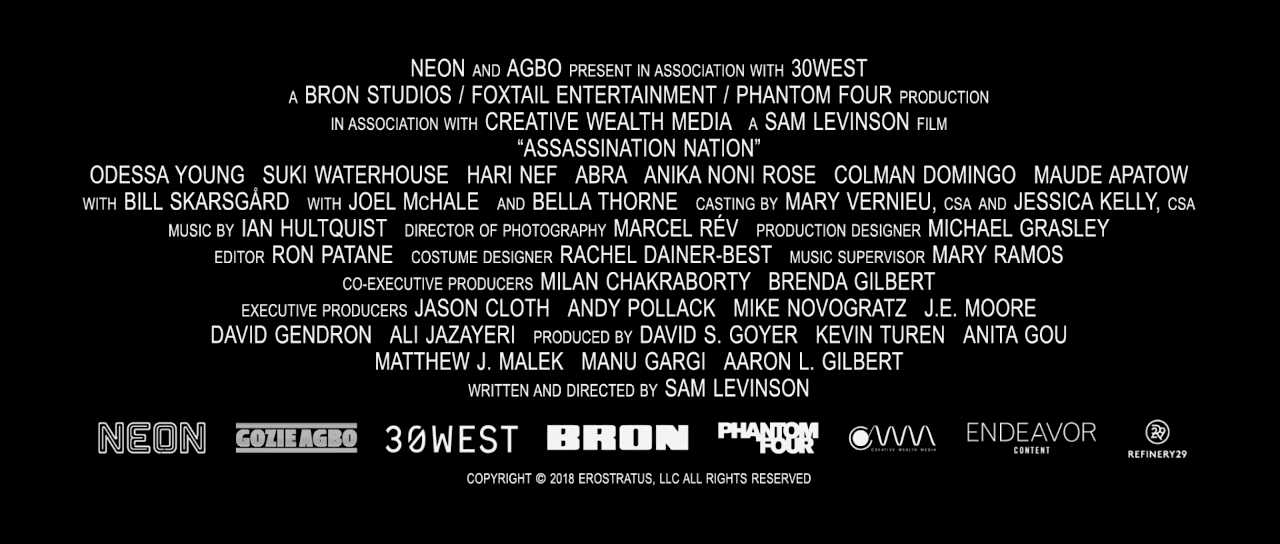 NEON AND AGBO PRESENT IN ASSOCIATION WITH 30WEST
A BRON STUDIOS / FOXTAIL ENTERTAINMENT / PHANTOM FOUR PRODUCTION
IN ASSOCIATION WITH CREATIVE WEALTH MEDIA A SAM LEVINSON FILM
“ASSASSINATION NATION”
ODESSA YOUNG SUKI WATERHOUSE HARI NEF ABRA ANIKA NONI ROSE COLMAN DOMINGO MAUDE APATOW
WITH BILL SKARSGÅRD WITH JOEL McHALE AND BELLA THORNE CASTING BY MARY VERNIEU, CSA AND JESSICA KELLY, CSA
MUSIC BY IAN HULTQUIST DIRECTOR OF PHOTOGRAPHY MARCEL RÉV PRODUCTION DESIGNER MICHAEL GRASLEY
EDITOR RON PATANE COSTUME DESIGNER RACHEL DAINER-BEST MUSIC SUPERVISOR MARY RAMOS
CO-EXECUTIVE PRODUCERS MILAN CHAKRABORTY BRENDA GILBERT
EXECUTIVE PRODUCERS JASON CLOTH ANDY POLLACK MIKE NOVOGRATZ J.E. MOORE
DAVID GENDRON ALI JAZAYERI PRODUCED BY DAVID S. GOYER KEVIN TUREN ANITA GOU
MATTHEW J. MALEK MANU GARGI AARON L. GILBERT
WRITTEN AND DIRECTED BY SAM LEVINSON
NEON GOZIE AGBO 30WEST BRON PHANTOM FOUR CWM CREATIVE WEALTH MEDIA ENDEAVOR CONTENT R29 REFINERY29
COPYRIGHT © 2018 EROSTRATUS, LLC ALL RIGHTS RESERVED